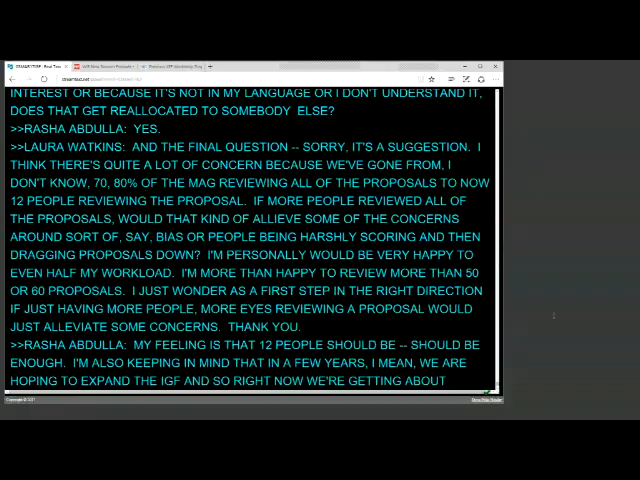 INTEREST OR BECAUSE IT'S NOT IN MY LANGUAGE OR I DON'T UNDERSTAND IT,
DOES THAT GET REALLOCATED TO SOMEBODY  ELSE?
>>RASHA ABDULLA:  YES.
>>LAURA WATKINS:  AND THE FINAL QUESTION -- SORRY, IT'S A SUGGESTION.  I
THINK THERE'S QUITE A LOT OF CONCERN BECAUSE WE'VE GONE FROM, I
DON'T KNOW, 70, 80% OF THE MAG REVIEWING ALL OF THE PROPOSALS TO NOW
12 PEOPLE REVIEWING THE PROPOSAL.  IF MORE PEOPLE REVIEWED ALL OF
THE PROPOSALS, WOULD THAT KIND OF ALLIEVE SOME OF THE CONCERNS
AROUND SORT OF, SAY, BIAS OR PEOPLE BEING HARSHLY SCORING AND THEN
DRAGGING PROPOSALS DOWN?  I'M PERSONALLY WOULD BE VERY HAPPY TO
EVEN HALF MY WORKLOAD.  I'M MORE THAN HAPPY TO REVIEW MORE THAN 50
OR 60 PROPOSALS.  I JUST WONDER AS A FIRST STEP IN THE RIGHT DIRECTION
IF JUST HAVING MORE PEOPLE, MORE EYES REVIEWING A PROPOSAL WOULD
JUST ALLEVIATE SOME CONCERNS.  THANK YOU.
>>RASHA ABDULLA:  MY FEELING IS THAT 12 PEOPLE SHOULD BE -- SHOULD BE
ENOUGH.  I'M ALSO KEEPING IN MIND THAT IN A FEW YEARS, I MEAN, WE ARE
HOPING TO EXPAND THE IGF AND SO RIGHT NOW WE'RE GETTING ABOUT